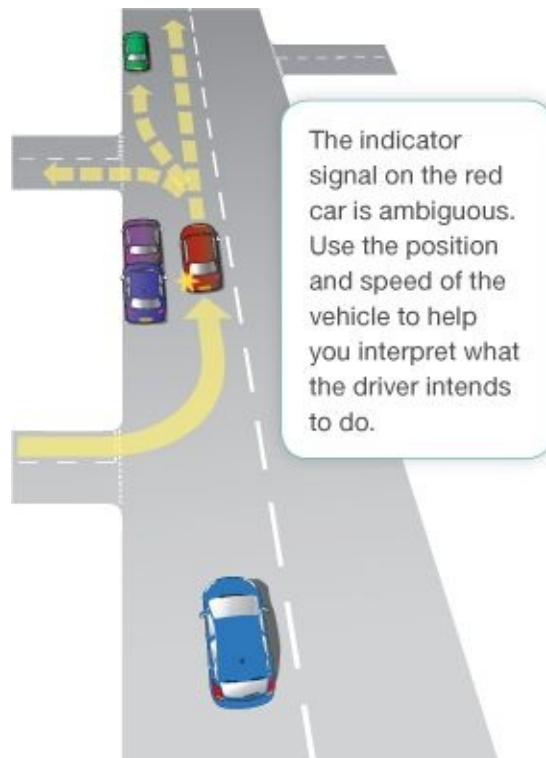 The indicator
signal on the red
car is ambiguous.
Use the position
and speed of the
vehicle to help
you interpret what
the driver intends
to do.